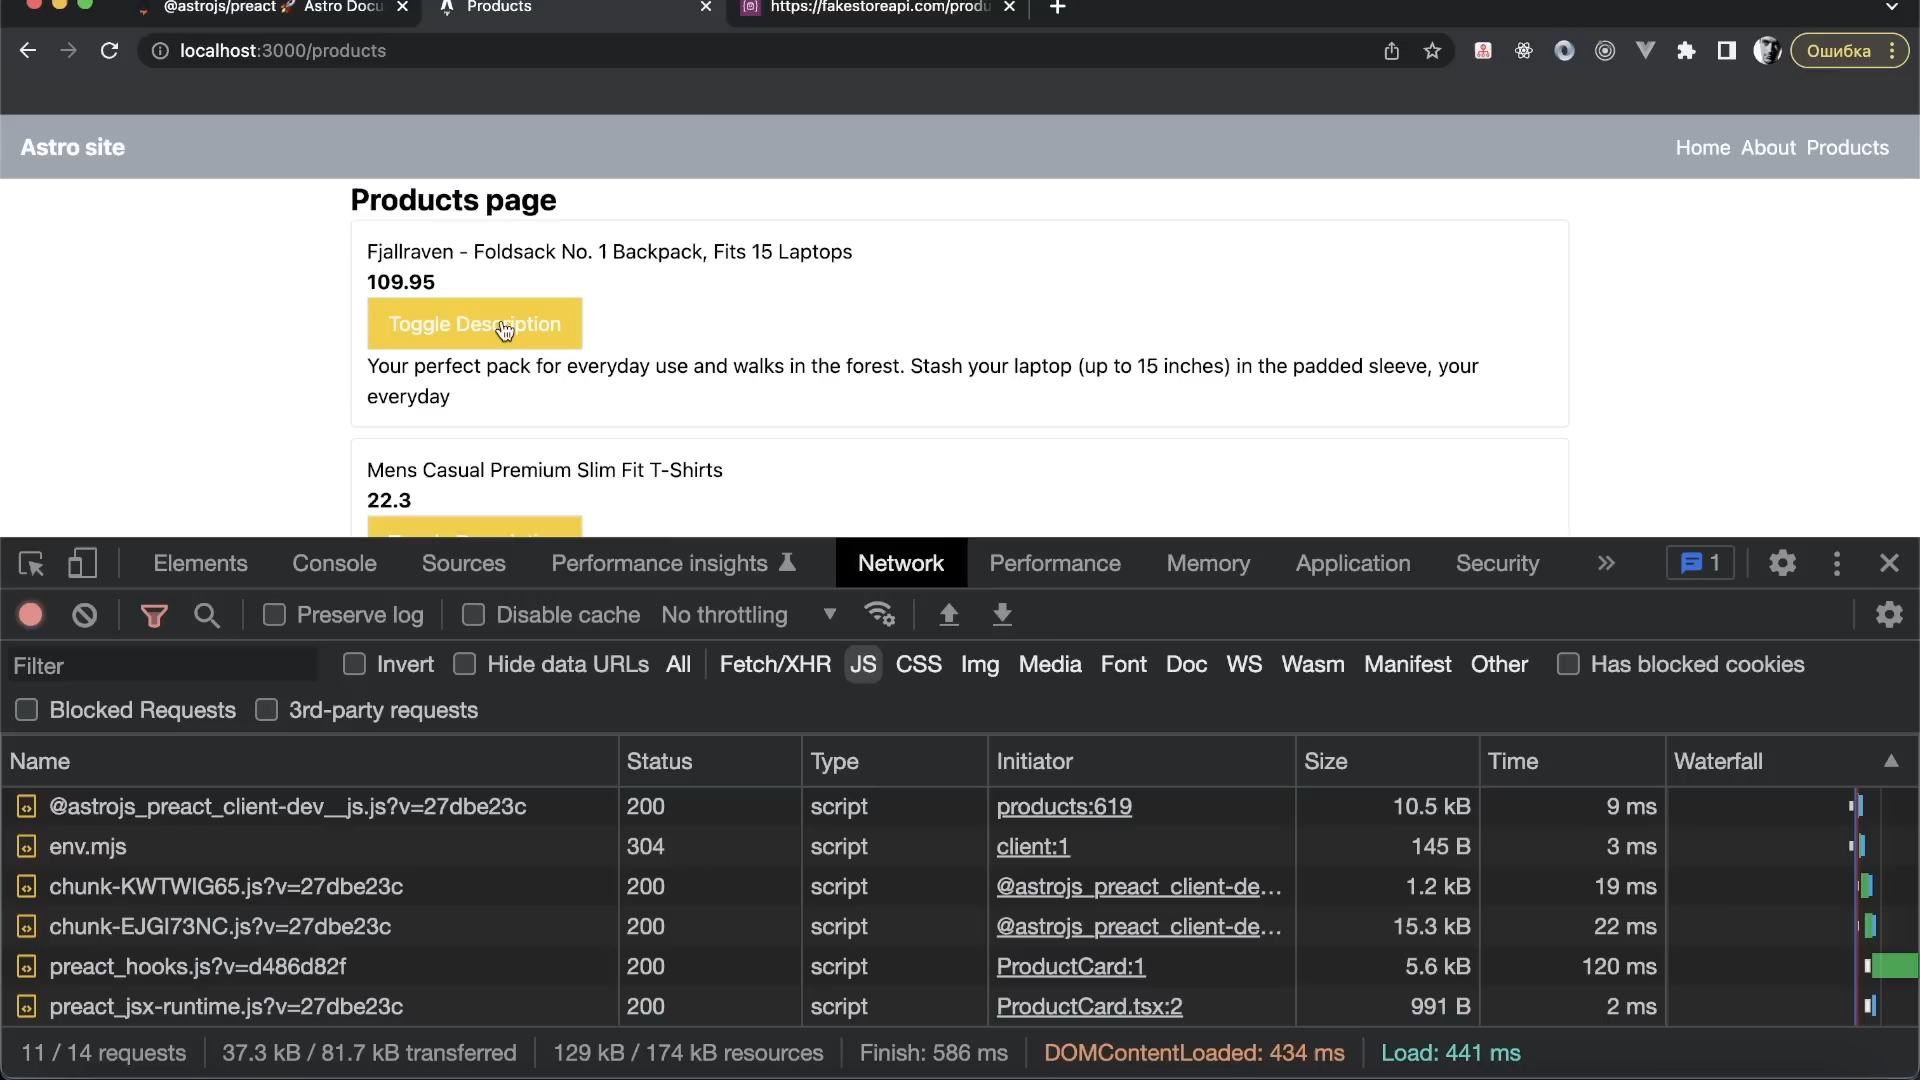 @astrojs/preact 🚀 Astro Docu
Products
https://fakestoreapi.com/produ
localhost:3000/products
Ошибка
Astro site
Home About Products
Products page
Fjallraven - Foldsack No. 1 Backpack, Fits 15 Laptops
109.95
Toggle Description
Your perfect pack for everyday use and walks in the forest. Stash your laptop (up to 15 inches) in the padded sleeve, your
everyday
Mens Casual Premium Slim Fit T-Shirts
22.3
Elements Console Sources Performance insights Network Performance Memory Application Security » 1
Preserve log Disable cache No throttling
Filter Invert Hide data URLs All Fetch/XHR JS CSS Img Media Font Doc WS Wasm Manifest Other Has blocked cookies
Blocked Requests 3rd-party requests
Name Status Type Initiator Size Time Waterfall
@astrojs_preact_client-dev__js.js?v=27dbe23c 200 script products:619 10.5 kB 9 ms
env.mjs 304 script client:1 145 B 3 ms
chunk-KWTWIG65.js?v=27dbe23c 200 script @astrojs_preact_client-de... 1.2 kB 19 ms
chunk-EJGI73NC.js?v=27dbe23c 200 script @astrojs_preact_client-de... 15.3 kB 22 ms
preact_hooks.js?v=d486d82f 200 script ProductCard:1 5.6 kB 120 ms
preact_jsx-runtime.js?v=27dbe23c 200 script ProductCard.tsx:2 991 B 2 ms
11 / 14 requests 37.3 kB / 81.7 kB transferred 129 kB / 174 kB resources Finish: 586 ms DOMContentLoaded: 434 ms Load: 441 ms